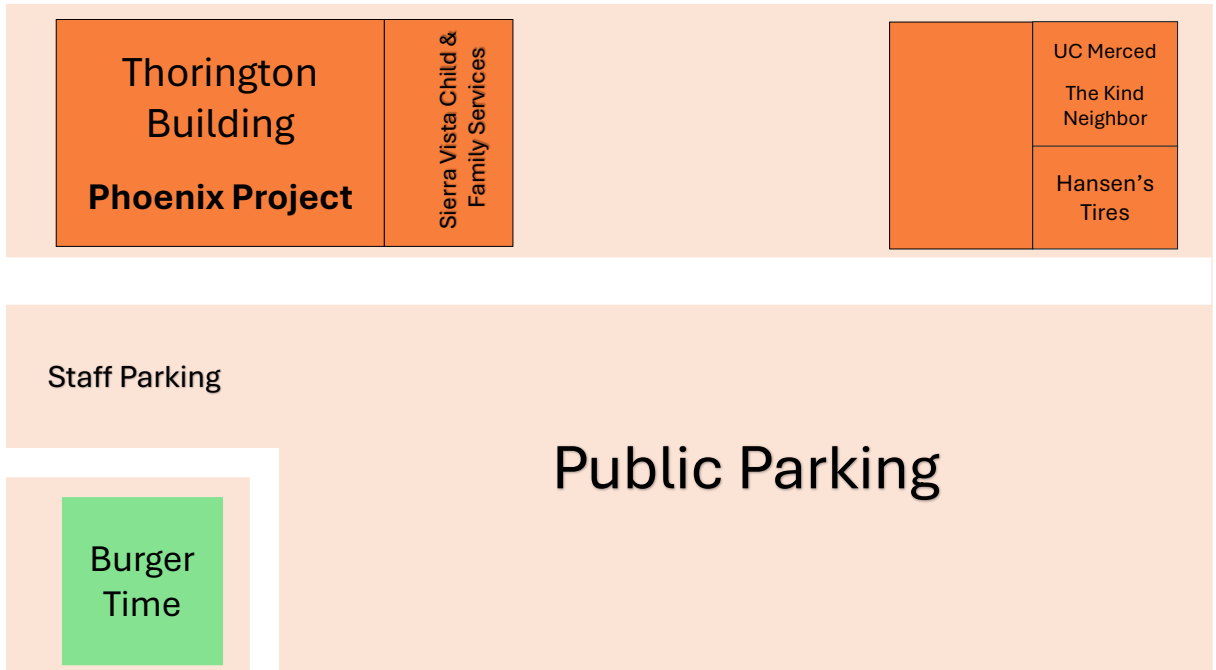 Thorington
Building
Phoenix Project
Sierra Vista Child &
Family Services
UC Merced
The Kind
Neighbor
Hansen’s
Tires
Staff Parking
Public Parking
Burger
Time